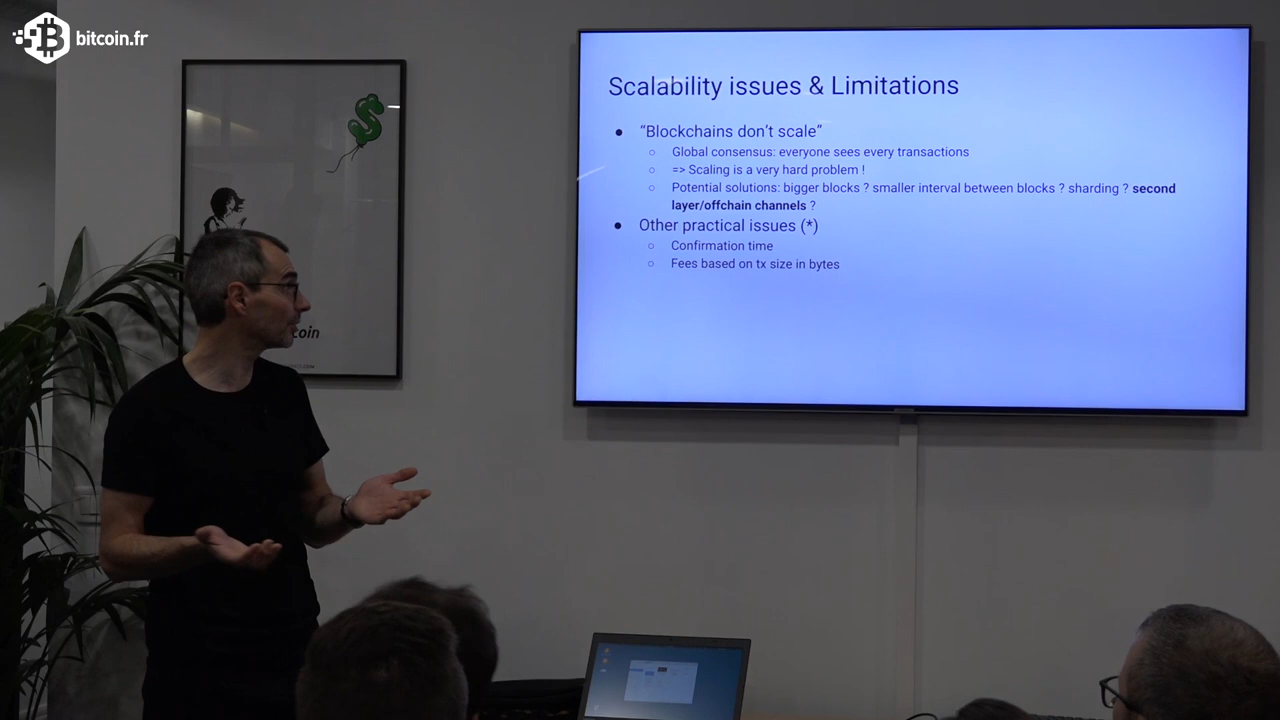 bitcoin.fr
Scalability issues & Limitations
● “Blockchains don’t scale”
○ Global consensus: everyone sees every transactions
○ => Scaling is a very hard problem !
○ Potential solutions: bigger blocks ? smaller interval between blocks ? sharding ? second
layer/offchain channels ?
● Other practical issues (*)
○ Confirmation time
○ Fees based on tx size in bytes
coin